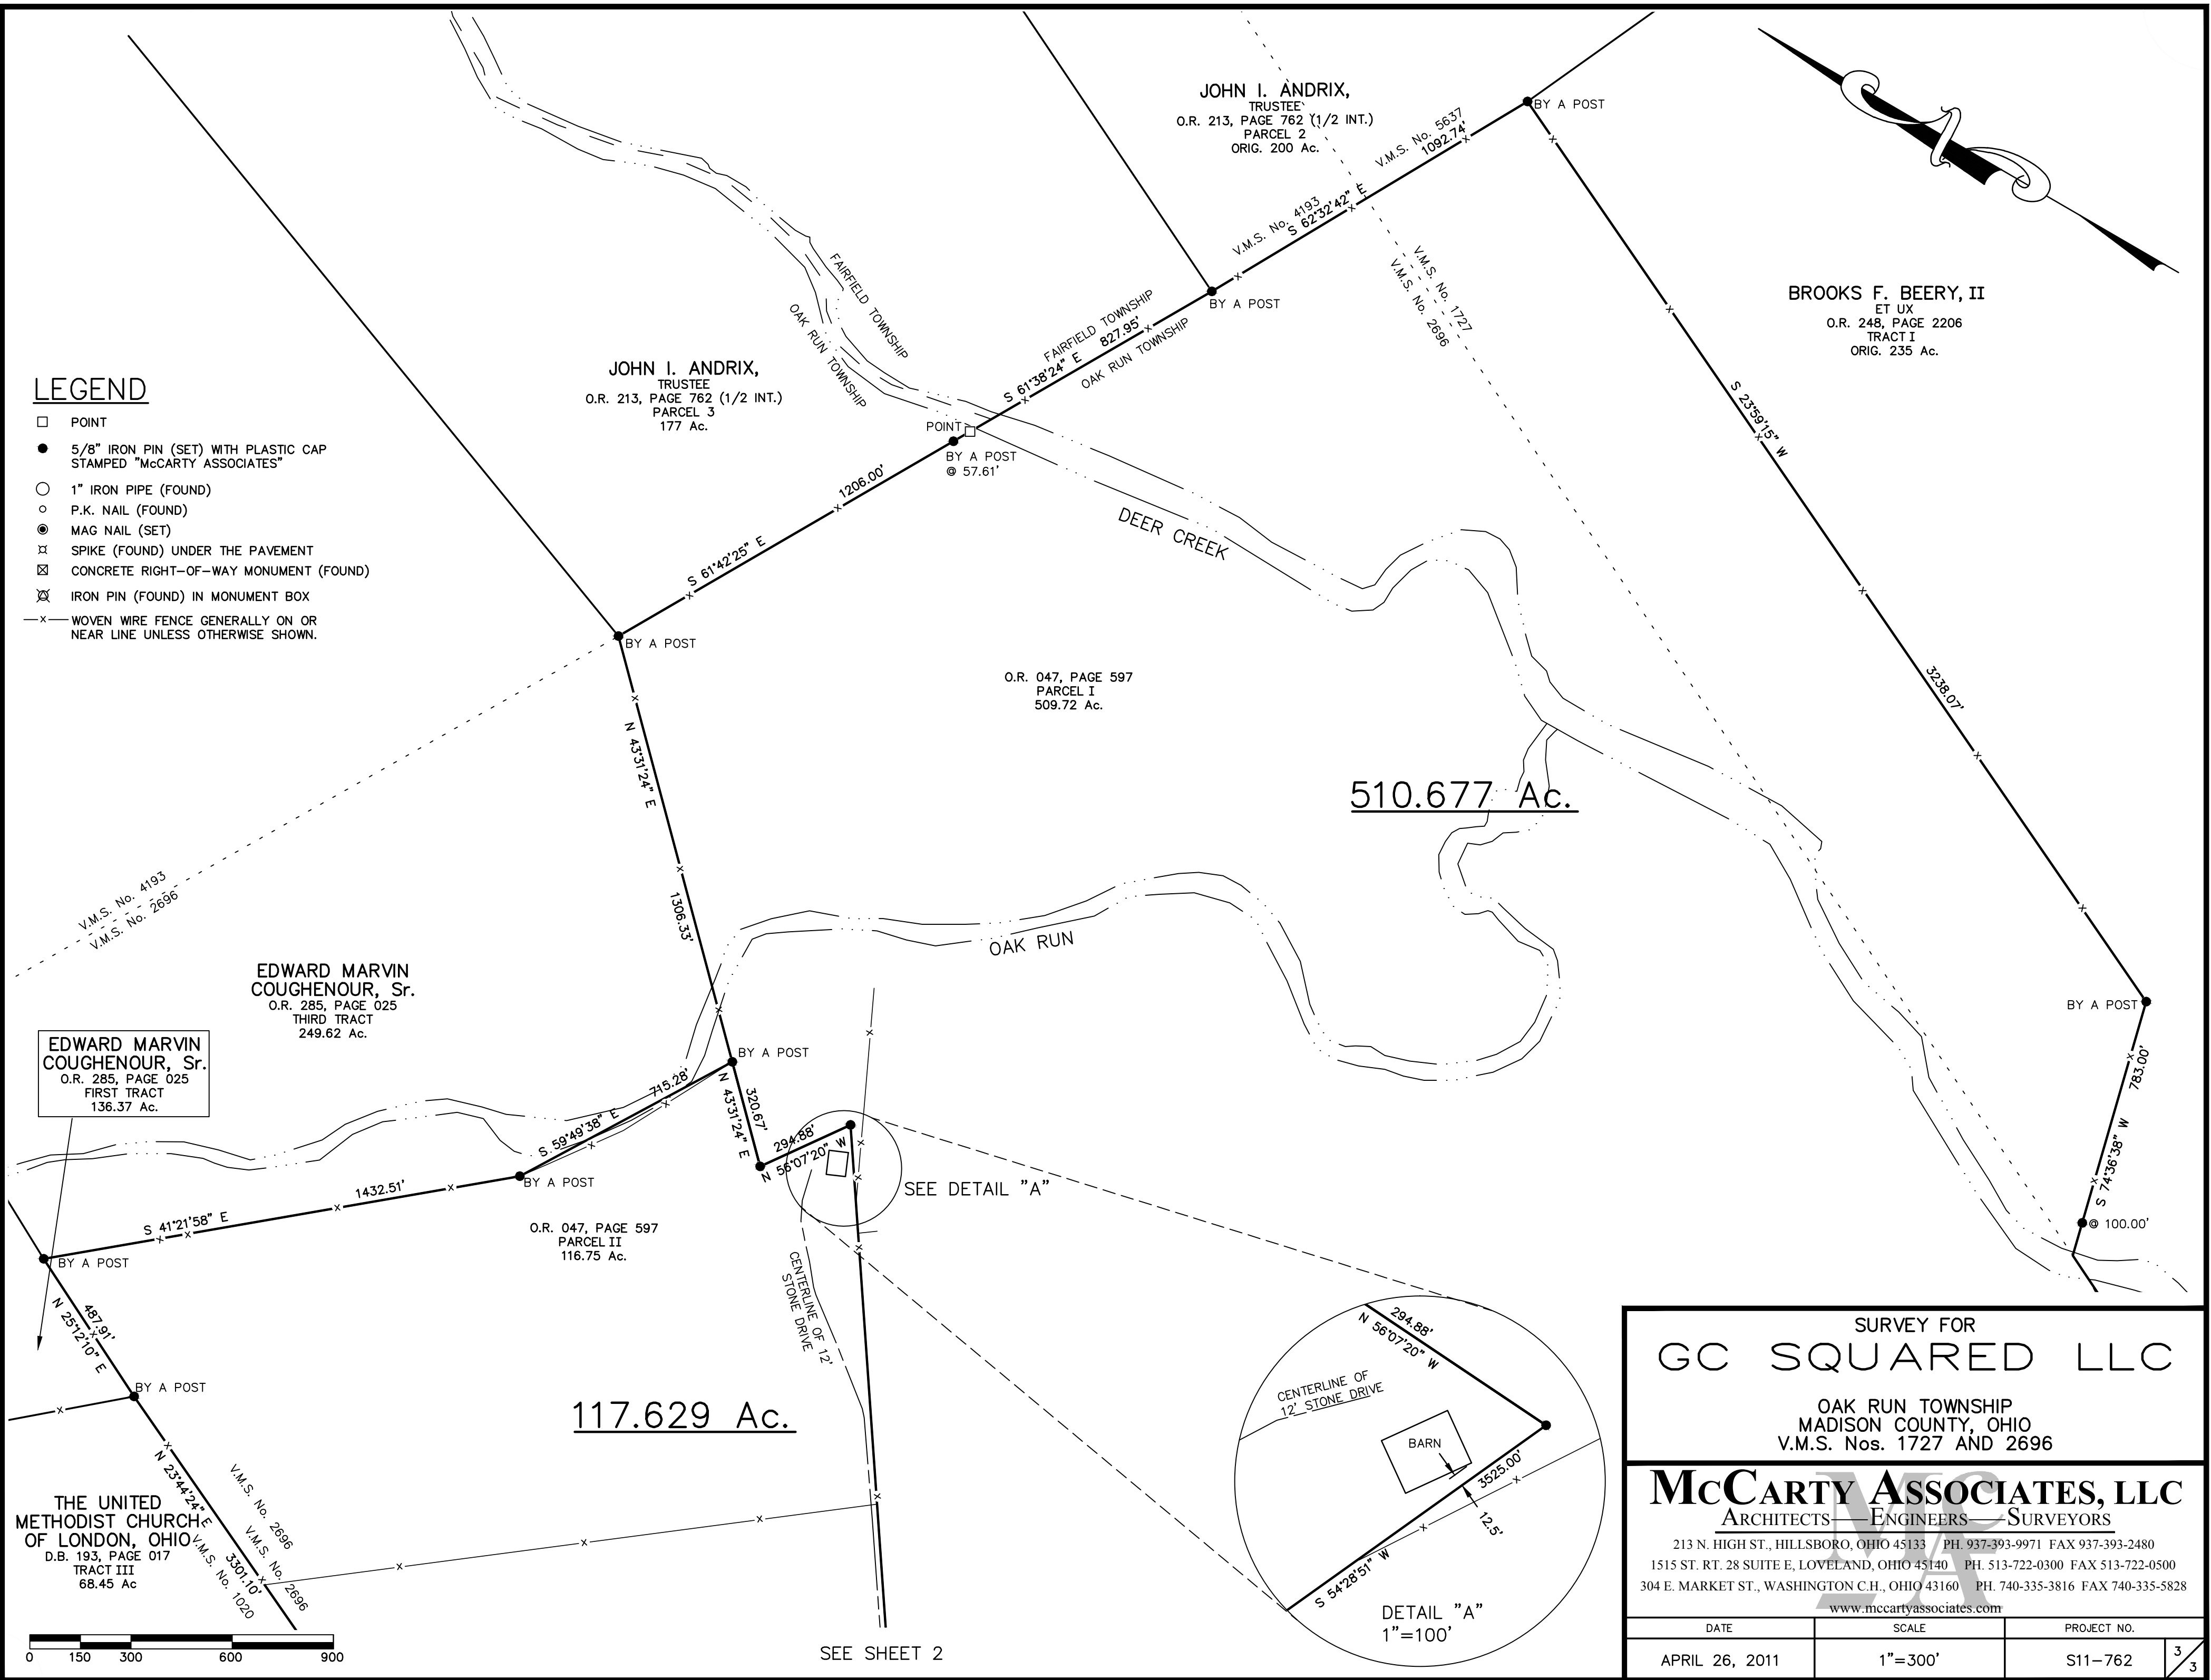 JOHN I. ANDRIX,
TRUSTEE
O.R. 213, PAGE 762 (1/2 INT.)
PARCEL 2
ORIG. 200 Ac.
BY A POST
V.M.S. No. 5637
1092.74'
V.M.S. No. 4193
S 62°32'42" E
V.M.S. No. 1727
V.M.S. No. 2696
BY A POST
BROOKS F. BEERY, II
ET UX
O.R. 248, PAGE 2206
TRACT I
ORIG. 235 Ac.
S 23°59'15" W
3238.07'
FAIRFIELD TOWNSHIP
OAK RUN TOWNSHIP
FAIRFIELD TOWNSHIP
S 61°38'24" E 827.95'
OAK RUN TOWNSHIP
JOHN I. ANDRIX,
TRUSTEE
O.R. 213, PAGE 762 (1/2 INT.)
PARCEL 3
177 Ac.
POINT
BY A POST
@ 57.61'
1206.00'
S 61°42'25" E
DEER CREEK
LEGEND
POINT
5/8" IRON PIN (SET) WITH PLASTIC CAP
STAMPED "McCARTY ASSOCIATES"
1" IRON PIPE (FOUND)
P.K. NAIL (FOUND)
MAG NAIL (SET)
SPIKE (FOUND) UNDER THE PAVEMENT
CONCRETE RIGHT-OF-WAY MONUMENT (FOUND)
IRON PIN (FOUND) IN MONUMENT BOX
WOVEN WIRE FENCE GENERALLY ON OR
NEAR LINE UNLESS OTHERWISE SHOWN.
BY A POST
O.R. 047, PAGE 597
PARCEL I
509.72 Ac.
N 43°31'24" E
1306.33'
510.677 Ac.
V.M.S. No. 4193
V.M.S. No. 2696
OAK RUN
EDWARD MARVIN
COUGHENOUR, Sr.
O.R. 285, PAGE 025
THIRD TRACT
249.62 Ac.
EDWARD MARVIN
COUGHENOUR, Sr.
O.R. 285, PAGE 025
FIRST TRACT
136.37 Ac.
BY A POST
715.28'
S 59°49'38" E
320.67'
N 43°31'24" E
294.88'
N 56°07'20" W
SEE DETAIL "A"
BY A POST
783.00'
S 74°36'38" W
@ 100.00'
1432.51'
S 41°21'58" E
BY A POST
BY A POST
O.R. 047, PAGE 597
PARCEL II
116.75 Ac.
CENTERLINE OF 12'
STONE DRIVE
487.91'
N 25°12'10" E
BY A POST
117.629 Ac.
N 23°44'24" E
3301.10'
V.M.S. No. 2696
V.M.S. No. 2696
V.M.S. No. 1020
THE UNITED
METHODIST CHURCH
OF LONDON, OHIO
D.B. 193, PAGE 017
TRACT III
68.45 Ac
0 150 300 600 900
SEE SHEET 2
294.88'
N 56°07'20" W
CENTERLINE OF
12' STONE DRIVE
BARN
3525.00'
12.5'
S 54°28'51" W
DETAIL "A"
1"=100'
SURVEY FOR
GC SQUARED LLC
OAK RUN TOWNSHIP
MADISON COUNTY, OHIO
V.M.S. Nos. 1727 AND 2696
McCARTY ASSOCIATES, LLC
ARCHITECTS—ENGINEERS—SURVEYORS
213 N. HIGH ST., HILLSBORO, OHIO 45133 PH. 937-393-9971 FAX 937-393-2480
1515 ST. RT. 28 SUITE E, LOVELAND, OHIO 45140 PH. 513-722-0300 FAX 513-722-0500
304 E. MARKET ST., WASHINGTON C.H., OHIO 43160 PH. 740-335-3816 FAX 740-335-5828
www.mccartyassociates.com
DATE SCALE PROJECT NO.
APRIL 26, 2011 1"=300' S11-762 3/3